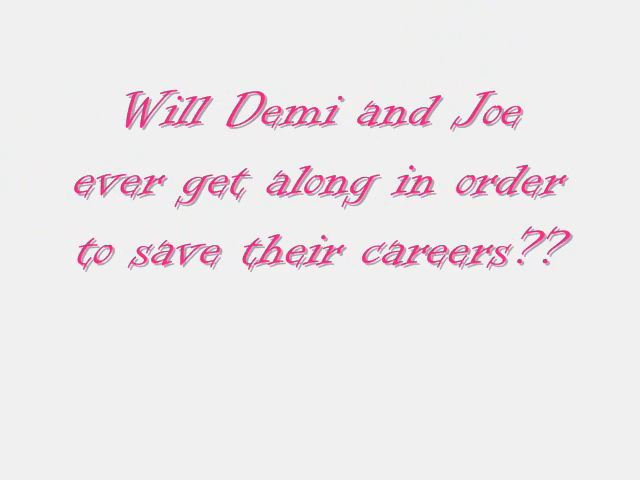 Will Demi and Joe
ever get along in order
to save their careers??